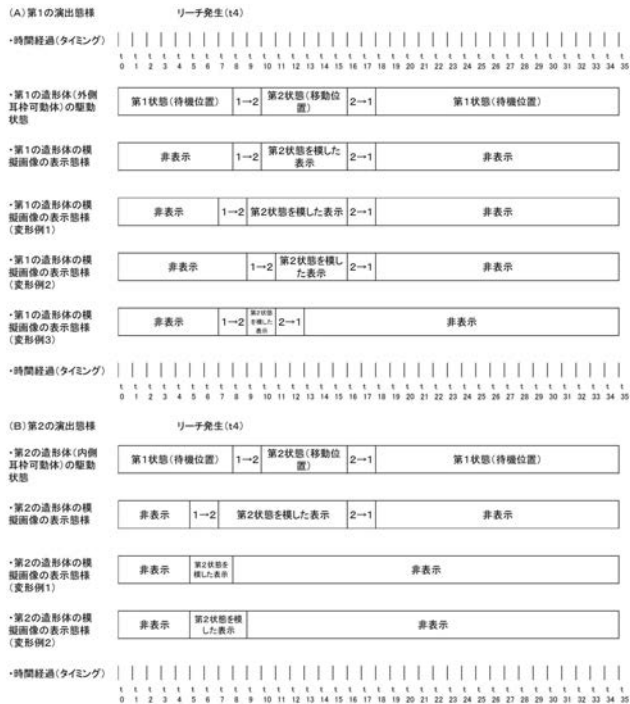 (A)第1の演出態様 リーチ発生(t4)
・時間経過(タイミング)
t t t t t t t t t t t t t t t t t t t t t t t t t t t t t t t t t t t t
0 1 2 3 4 5 6 7 8 9 10 11 12 13 14 15 16 17 18 19 20 21 22 23 24 25 26 27 28 29 30 31 32 33 34 35
・第1の造形体(外側
耳枠可動体)の駆動
状態
第1状態(待機位置) 1→2 第2状態(移動位
置) 2→1 第1状態(待機位置)
・第1の造形体の模
擬画像の表示態様
非表示 1→2 第2状態を模した
表示 2→1 非表示
・第1の造形体の模
擬画像の表示態様
(変形例1)
非表示 1→2 第2状態を模した表示 2→1 非表示
・第1の造形体の模
擬画像の表示態様
(変形例2)
非表示 1→2 第2状態を模し
た表示 2→1 非表示
・第1の造形体の模
擬画像の表示態様
(変形例3)
非表示 1→2 第2状態
を模した
表示 2→1 非表示
・時間経過(タイミング)
t t t t t t t t t t t t t t t t t t t t t t t t t t t t t t t t t t t t
0 1 2 3 4 5 6 7 8 9 10 11 12 13 14 15 16 17 18 19 20 21 22 23 24 25 26 27 28 29 30 31 32 33 34 35
(B)第2の演出態様 リーチ発生(t4)
・第2の造形体(内側
耳枠可動体)の駆動
状態
第1状態(待機位置) 1→2 第2状態(移動位
置) 2→1 第1状態(待機位置)
・第2の造形体の模
擬画像の表示態様
非表示 1→2 第2状態を模した表示 2→1 非表示
・第2の造形体の模
擬画像の表示態様
(変形例1)
非表示 第2状態を
模した表示 非表示
・第2の造形体の模
擬画像の表示態様
(変形例2)
非表示 第2状態を模
した表示 非表示
・時間経過(タイミング)
t t t t t t t t t t t t t t t t t t t t t t t t t t t t t t t t t t t t
0 1 2 3 4 5 6 7 8 9 10 11 12 13 14 15 16 17 18 19 20 21 22 23 24 25 26 27 28 29 30 31 32 33 34 35